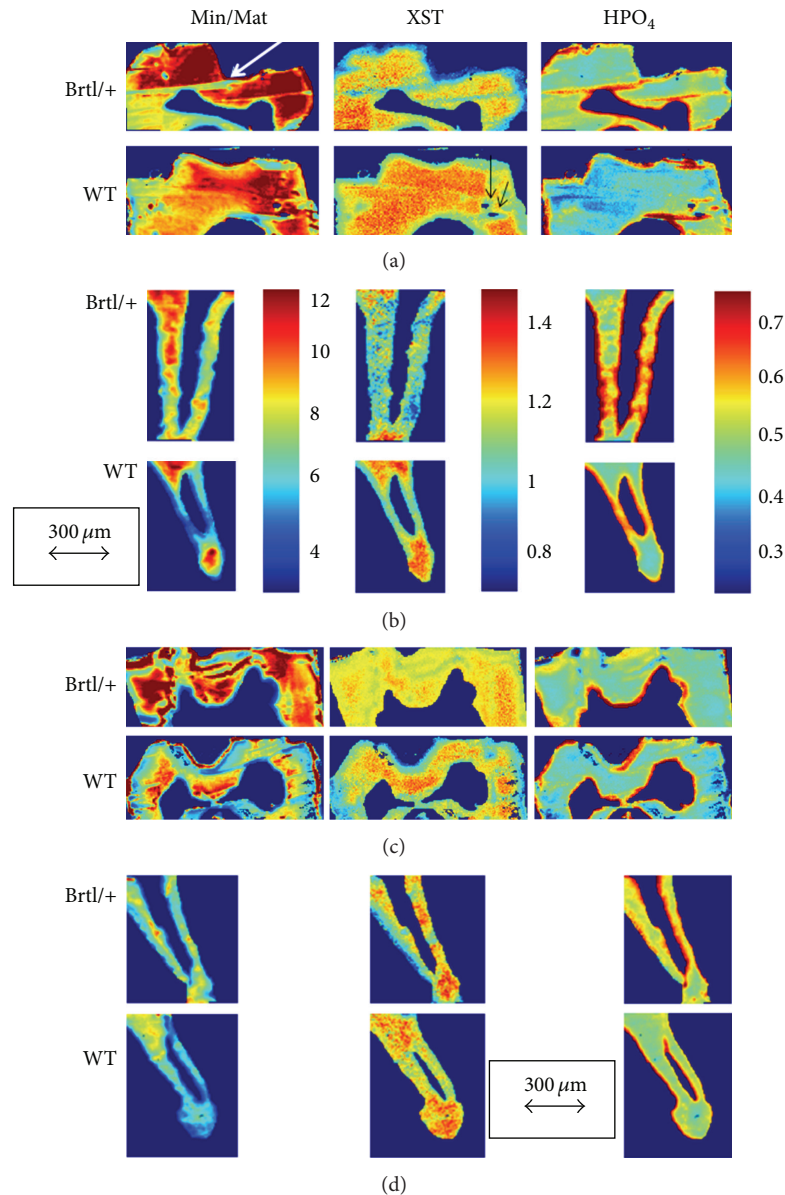 Min/Mat XST HPO₄
Brtl/+
WT
(a)
Brtl/+
12 1.4 0.7
10 0.6
8 1.2 0.5
WT
6 1 0.4
300 μm
4 0.8 0.3
(b)
Brtl/+
WT
(c)
Brtl/+
WT
300 μm
(d)